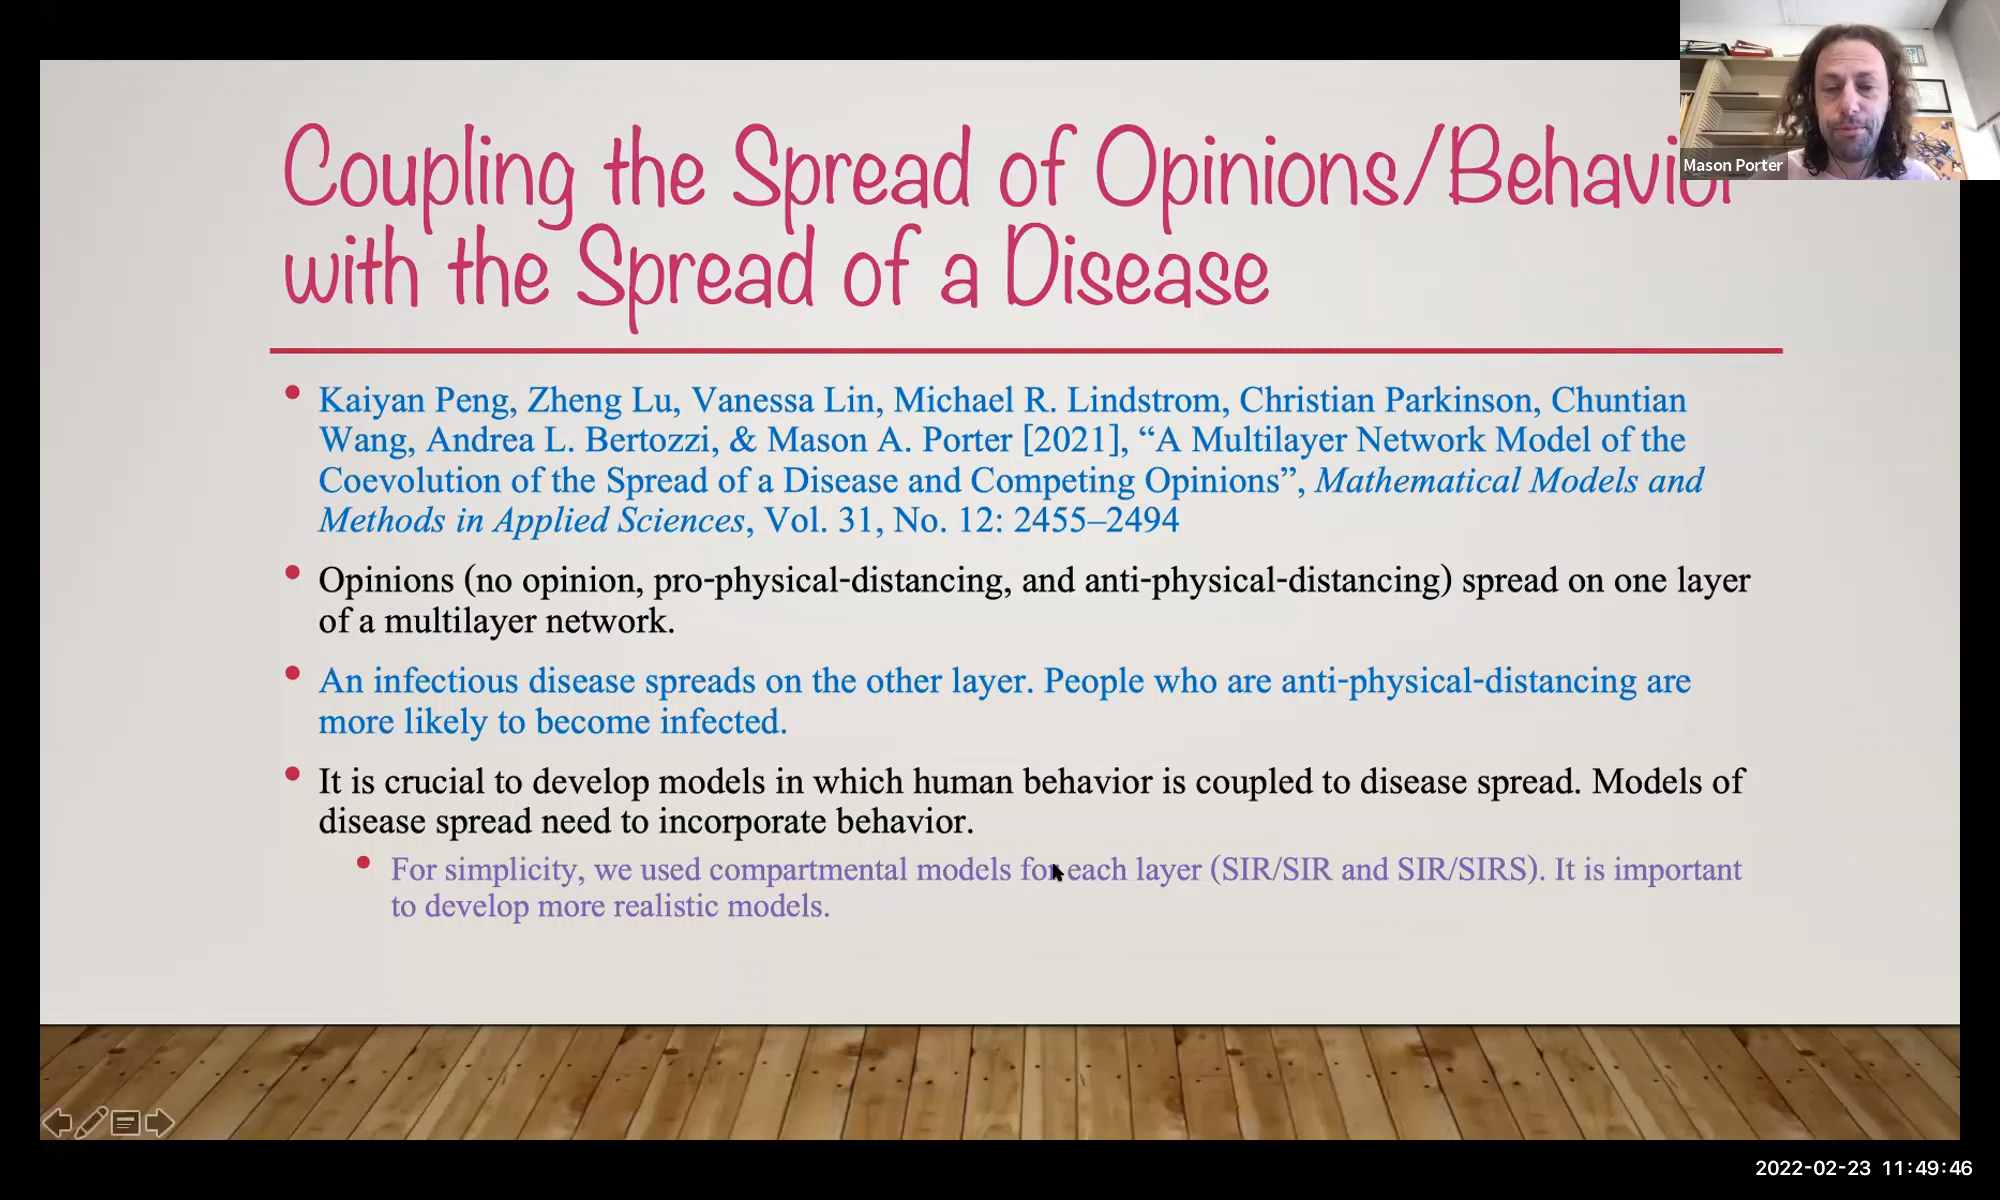 Coupling the Spread of Opinions/Behavior
Mason Porter
with the Spread of a Disease
• Kaiyan Peng, Zheng Lu, Vanessa Lin, Michael R. Lindstrom, Christian Parkinson, Chuntian
Wang, Andrea L. Bertozzi, & Mason A. Porter [2021], “A Multilayer Network Model of the
Coevolution of the Spread of a Disease and Competing Opinions”, Mathematical Models and
Methods in Applied Sciences, Vol. 31, No. 12: 2455–2494
• Opinions (no opinion, pro-physical-distancing, and anti-physical-distancing) spread on one layer
of a multilayer network.
• An infectious disease spreads on the other layer. People who are anti-physical-distancing are
more likely to become infected.
• It is crucial to develop models in which human behavior is coupled to disease spread. Models of
disease spread need to incorporate behavior.
• For simplicity, we used compartmental models for each layer (SIR/SIR and SIR/SIRS). It is important
to develop more realistic models.
2022-02-23 11:49:46